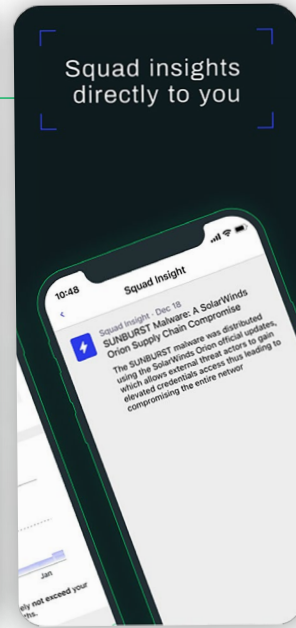 Squad insights
directly to you
10:48
Squad Insight
Squad Insight · Dec 18
SUNBURST Malware: A SolarWinds
Orion Supply Chain Compromise
The SUNBURST malware was distributed
using the SolarWinds Orion official updates,
which allows external threat actors to gain
elevated credentials access thus leading to
compromising the entire networ
Jan
ely not exceed your
ths.